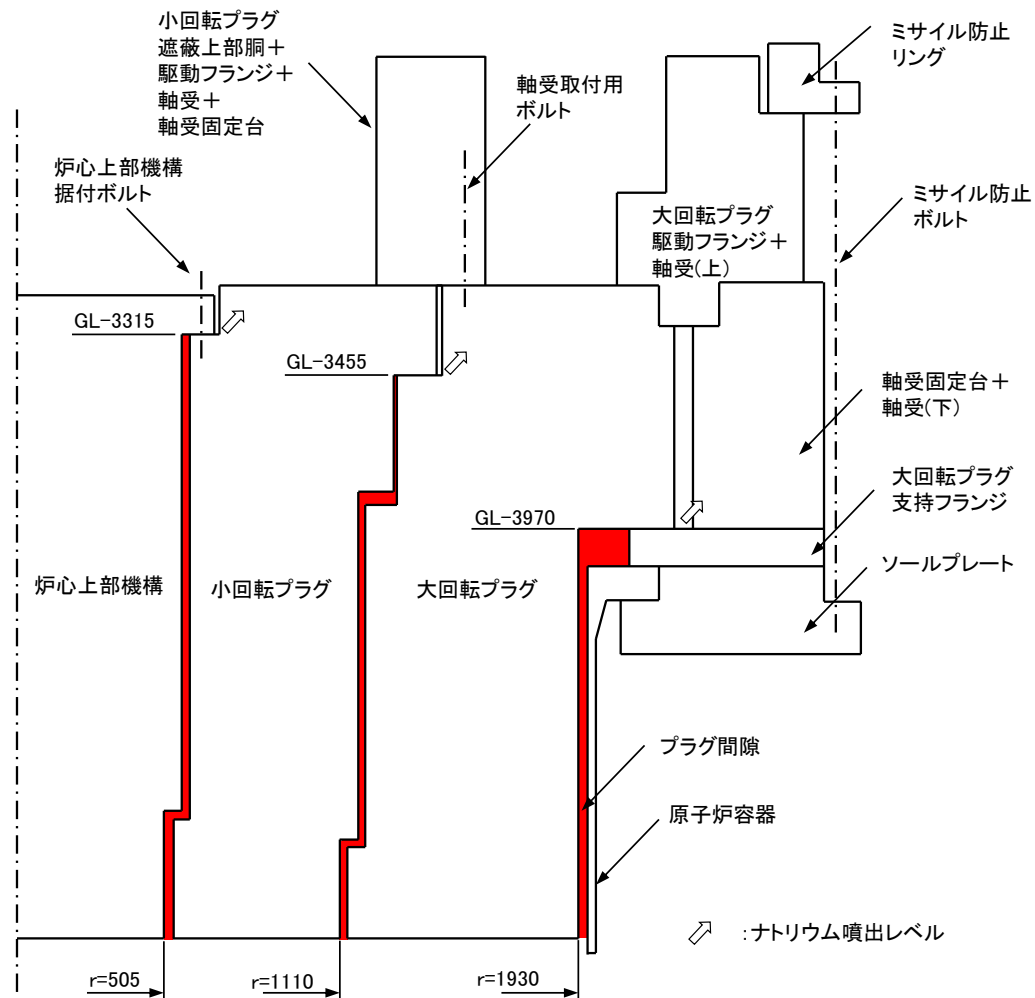 小回転プラグ
遮蔽上部胴＋
駆動フランジ＋
軸受＋
軸受固定台
軸受取付用
ボルト
ミサイル防止
リング
炉心上部機構
据付ボルト
ミサイル防止
ボルト
大回転プラグ
駆動フランジ＋
軸受(上)
GL-3315
GL-3455
軸受固定台＋
軸受(下)
大回転プラグ
支持フランジ
GL-3970
ソールプレート
炉心上部機構
小回転プラグ
大回転プラグ
プラグ間隙
原子炉容器
：ナトリウム噴出レベル
r=505
r=1110
r=1930